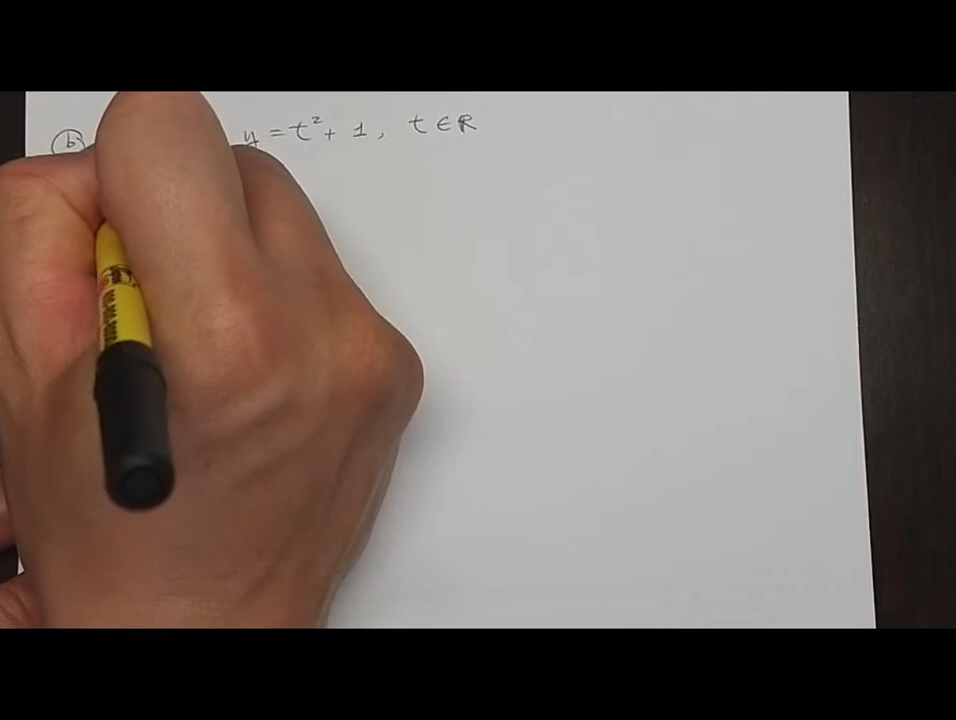 (b) y = t² + 1, t ∈ R